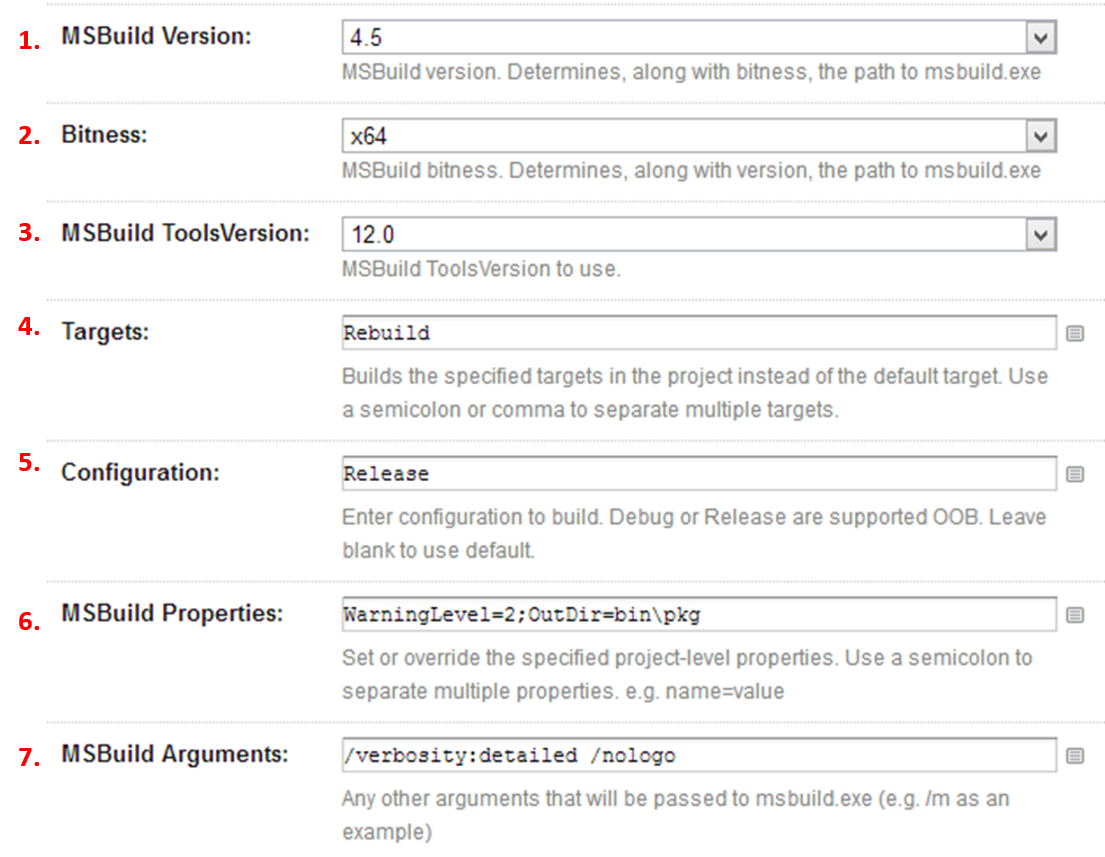 1. MSBuild Version: 4.5
MSBuild version. Determines, along with bitness, the path to msbuild.exe
2. Bitness: x64
MSBuild bitness. Determines, along with version, the path to msbuild.exe
3. MSBuild ToolsVersion: 12.0
MSBuild ToolsVersion to use.
4. Targets: Rebuild
Builds the specified targets in the project instead of the default target. Use
a semicolon or comma to separate multiple targets.
5. Configuration: Release
Enter configuration to build. Debug or Release are supported OOB. Leave
blank to use default.
6. MSBuild Properties: WarningLevel=2;OutDir=bin\pkg
Set or override the specified project-level properties. Use a semicolon to
separate multiple properties. e.g. name=value
7. MSBuild Arguments: /verbosity:detailed /nologo
Any other arguments that will be passed to msbuild.exe (e.g. /m as an
example)